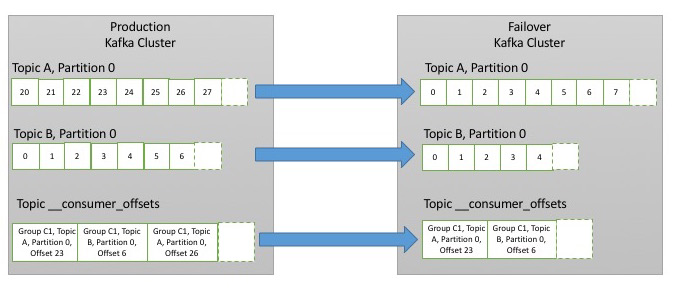 Production
Kafka Cluster
Topic A, Partition 0
20 21 22 23 24 25 26 27
Topic B, Partition 0
0 1 2 3 4 5 6
Topic __consumer_offsets
Group C1, Topic
A, Partition 0,
Offset 23
Group C1, Topic
B, Partition 0,
Offset 6
Group C1, Topic
A, Partition 0,
Offset 26
Failover
Kafka Cluster
Topic A, Partition 0
0 1 2 3 4 5 6 7
Topic B, Partition 0
0 1 2 3 4
Topic __consumer_offsets
Group C1, Topic
A, Partition 0,
Offset 23
Group C1, Topic
B, Partition 0,
Offset 6